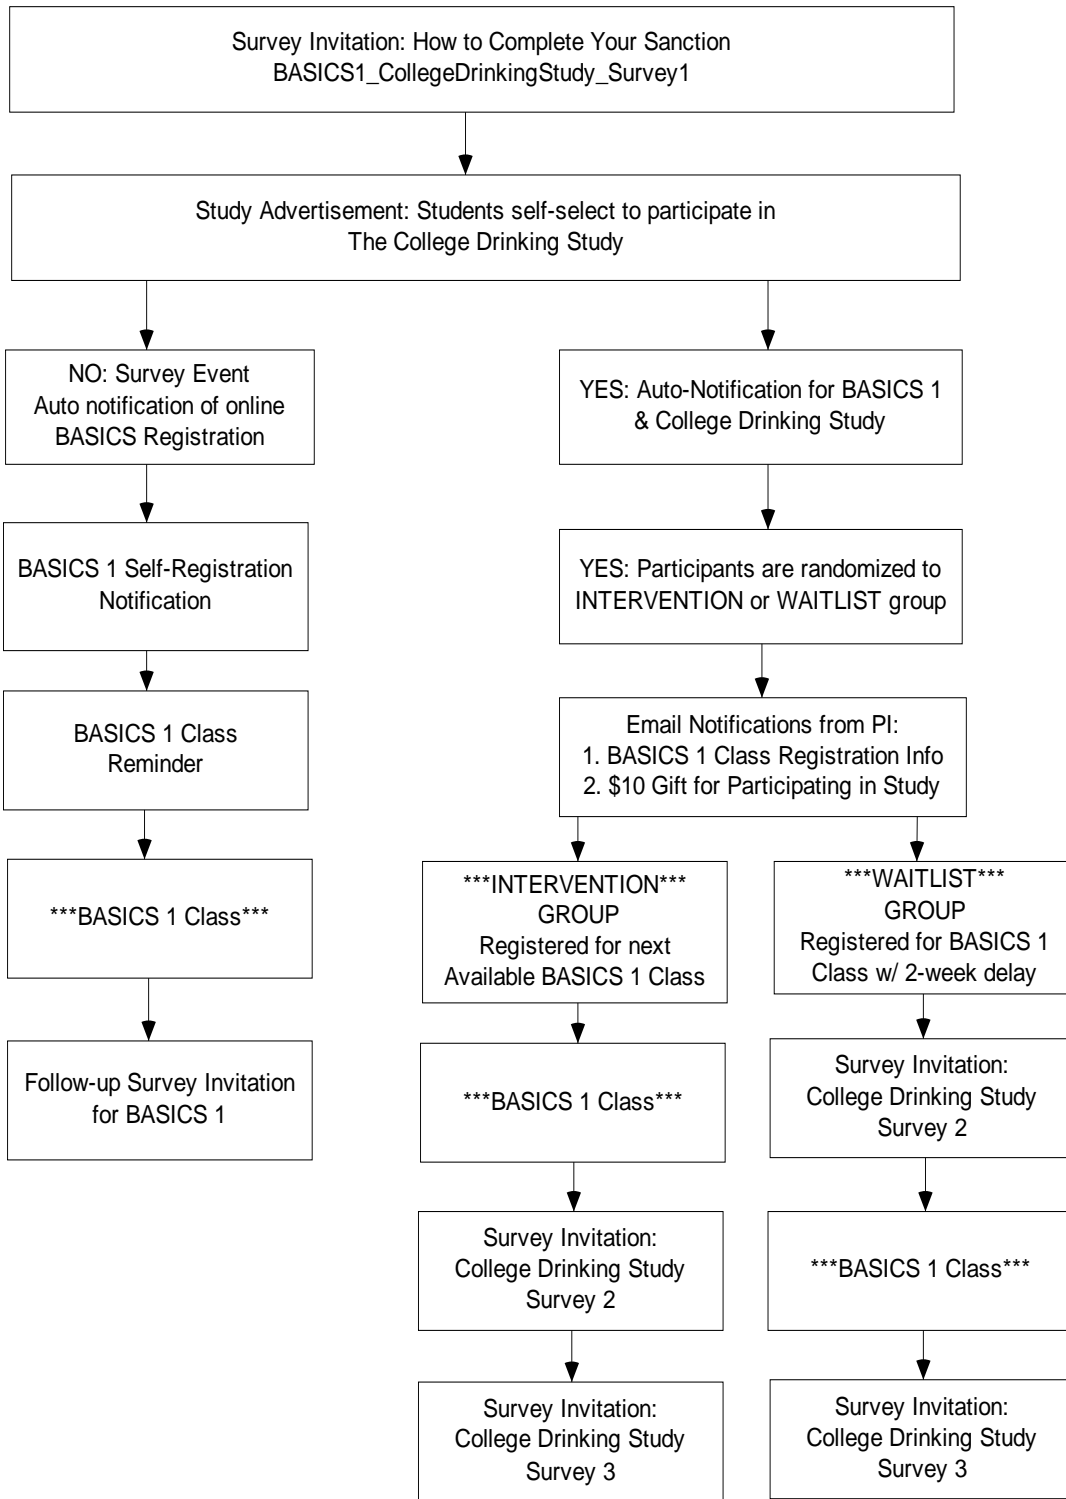 Survey Invitation: How to Complete Your Sanction
BASICS1_CollegeDrinkingStudy_Survey1
Study Advertisement: Students self-select to participate in
The College Drinking Study
NO: Survey Event
Auto notification of online
BASICS Registration
YES: Auto-Notification for BASICS 1
& College Drinking Study
BASICS 1 Self-Registration
Notification
YES: Participants are randomized to
INTERVENTION or WAITLIST group
BASICS 1 Class
Reminder
Email Notifications from PI:
1. BASICS 1 Class Registration Info
2. $10 Gift for Participating in Study
***BASICS 1 Class***
***INTERVENTION***
GROUP
Registered for next
Available BASICS 1 Class
***WAITLIST***
GROUP
Registered for BASICS 1
Class w/ 2-week delay
Follow-up Survey Invitation
for BASICS 1
***BASICS 1 Class***
Survey Invitation:
College Drinking Study
Survey 2
Survey Invitation:
College Drinking Study
Survey 2
***BASICS 1 Class***
Survey Invitation:
College Drinking Study
Survey 3
Survey Invitation:
College Drinking Study
Survey 3